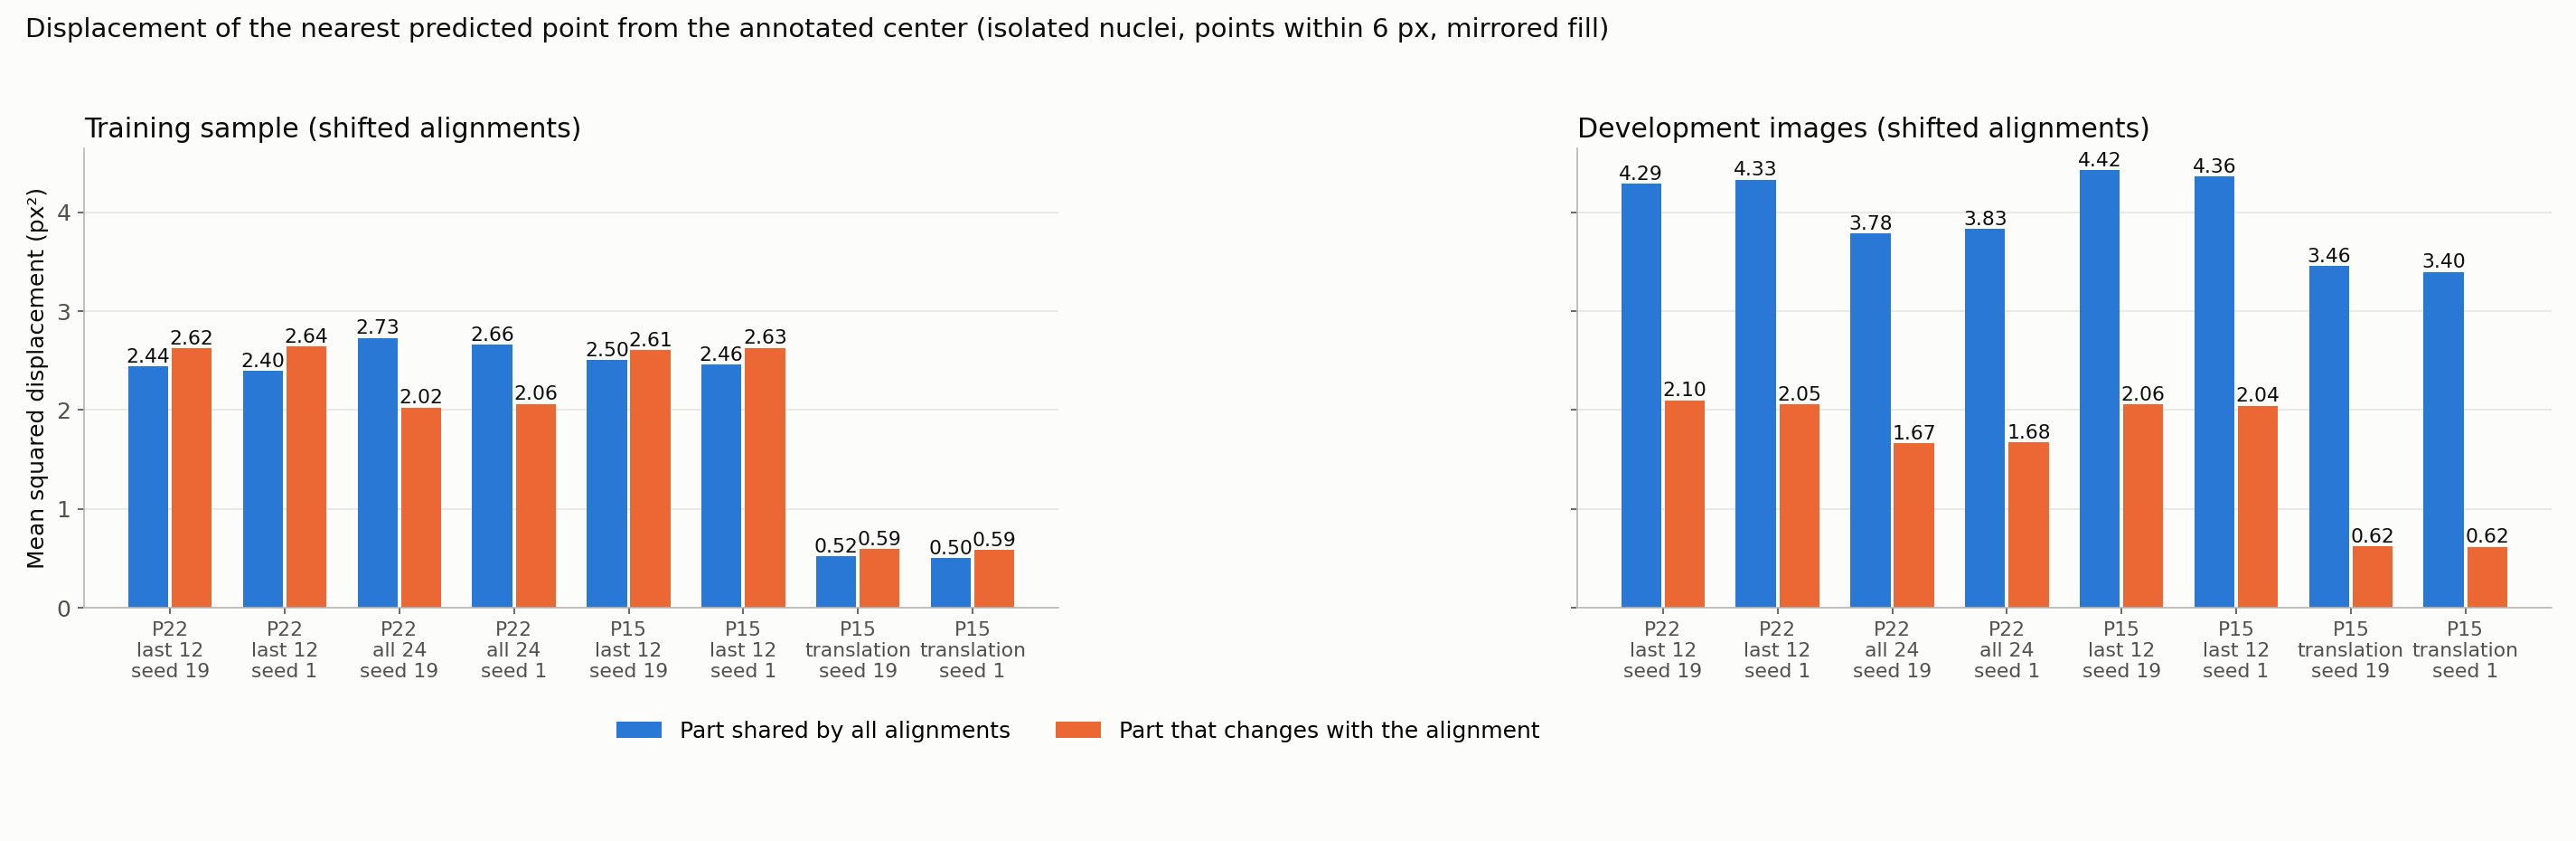 Displacement of the nearest predicted point from the annotated center (isolated nuclei, points within 6 px, mirrored fill)
Training sample (shifted alignments)
Mean squared displacement (px²)
4
3
2
1
0
2.44 2.62 2.40 2.64 2.73 2.02 2.66 2.06 2.50 2.61 2.46 2.63 0.52 0.59 0.50 0.59
P22 P22 P22 P22 P15 P15 P15 P15
last 12 last 12 all 24 all 24 last 12 last 12 translation translation
seed 19 seed 1 seed 19 seed 1 seed 19 seed 1 seed 19 seed 1
Development images (shifted alignments)
4.29 2.10 4.33 2.05 3.78 1.67 3.83 1.68 4.42 2.06 4.36 2.04 3.46 0.62 3.40 0.62
P22 P22 P22 P22 P15 P15 P15 P15
last 12 last 12 all 24 all 24 last 12 last 12 translation translation
seed 19 seed 1 seed 19 seed 1 seed 19 seed 1 seed 19 seed 1
Part shared by all alignments
Part that changes with the alignment